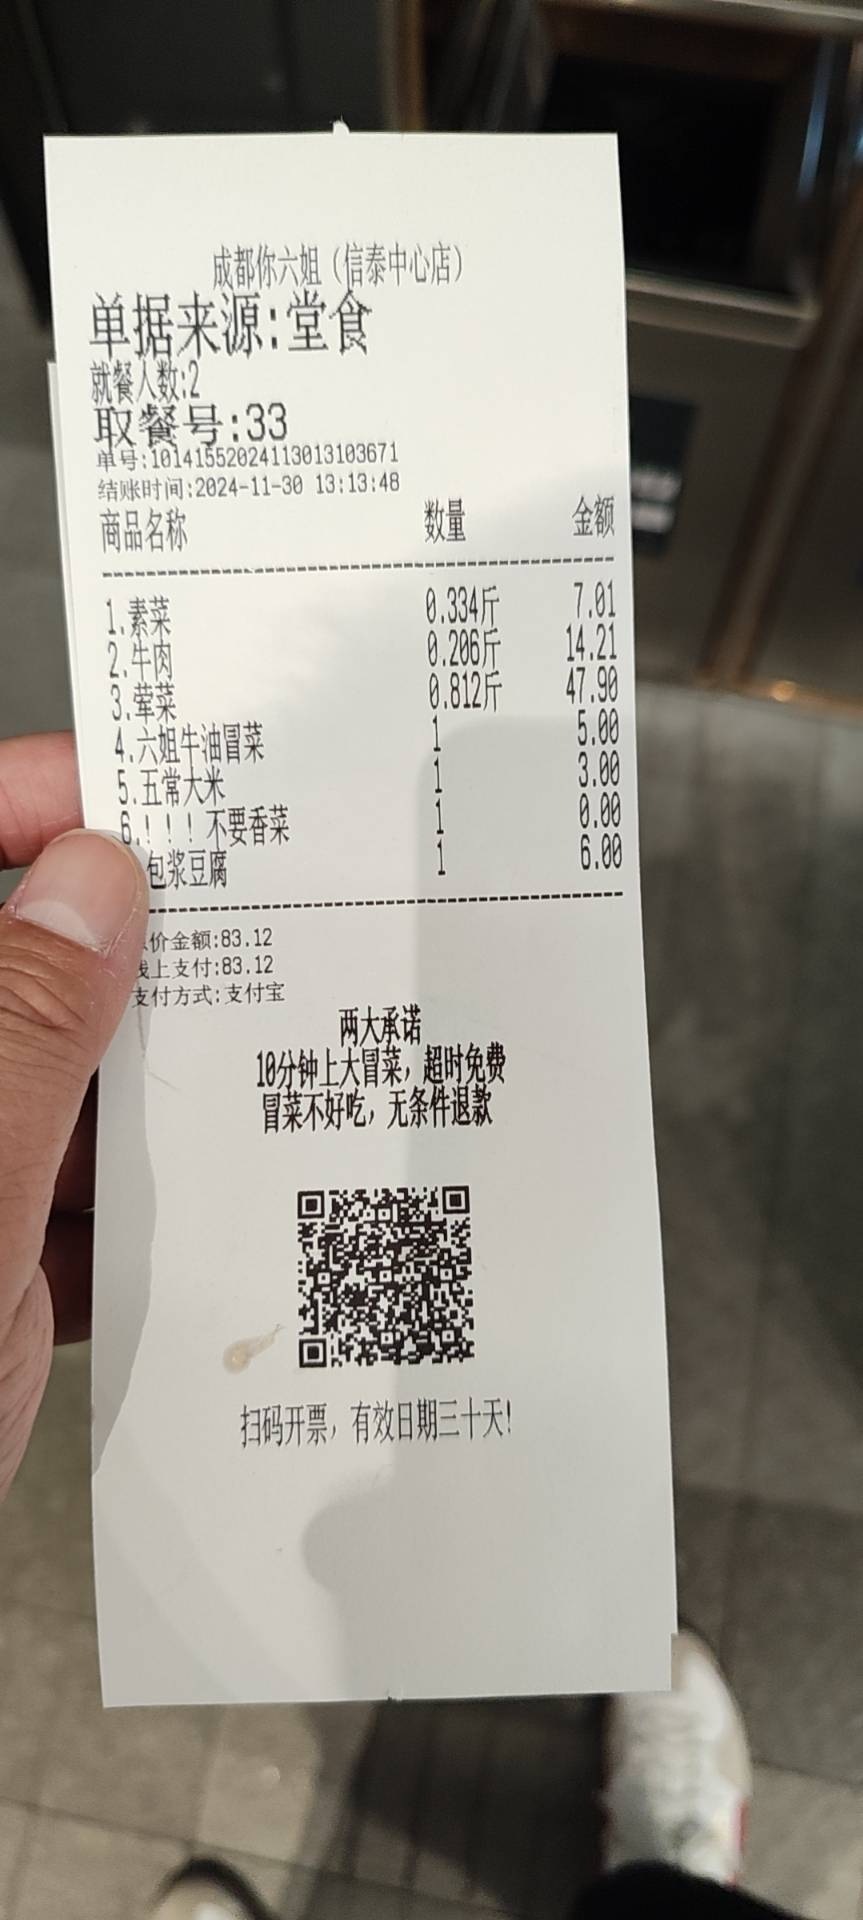 成都你六姐（信泰中心店）
单据来源:堂食
就餐人数:2
取餐号:33
单号:10141552024113013103671
结账时间:2024-11-30 13:13:48
商品名称 数量 金额
1.素菜 0.334斤 7.01
2.牛肉 0.206斤 14.21
3.荤菜 0.812斤 47.90
4.六姐牛油冒菜 1 5.00
5.五常大米 1 3.00
6.！！！不要香菜 1 0.00
包浆豆腐 1 6.00
价金额:83.12
线上支付:83.12
支付方式:支付宝
两大承诺
10分钟上大冒菜，超时免费
冒菜不好吃，无条件退款
扫码开票，有效日期三十天!